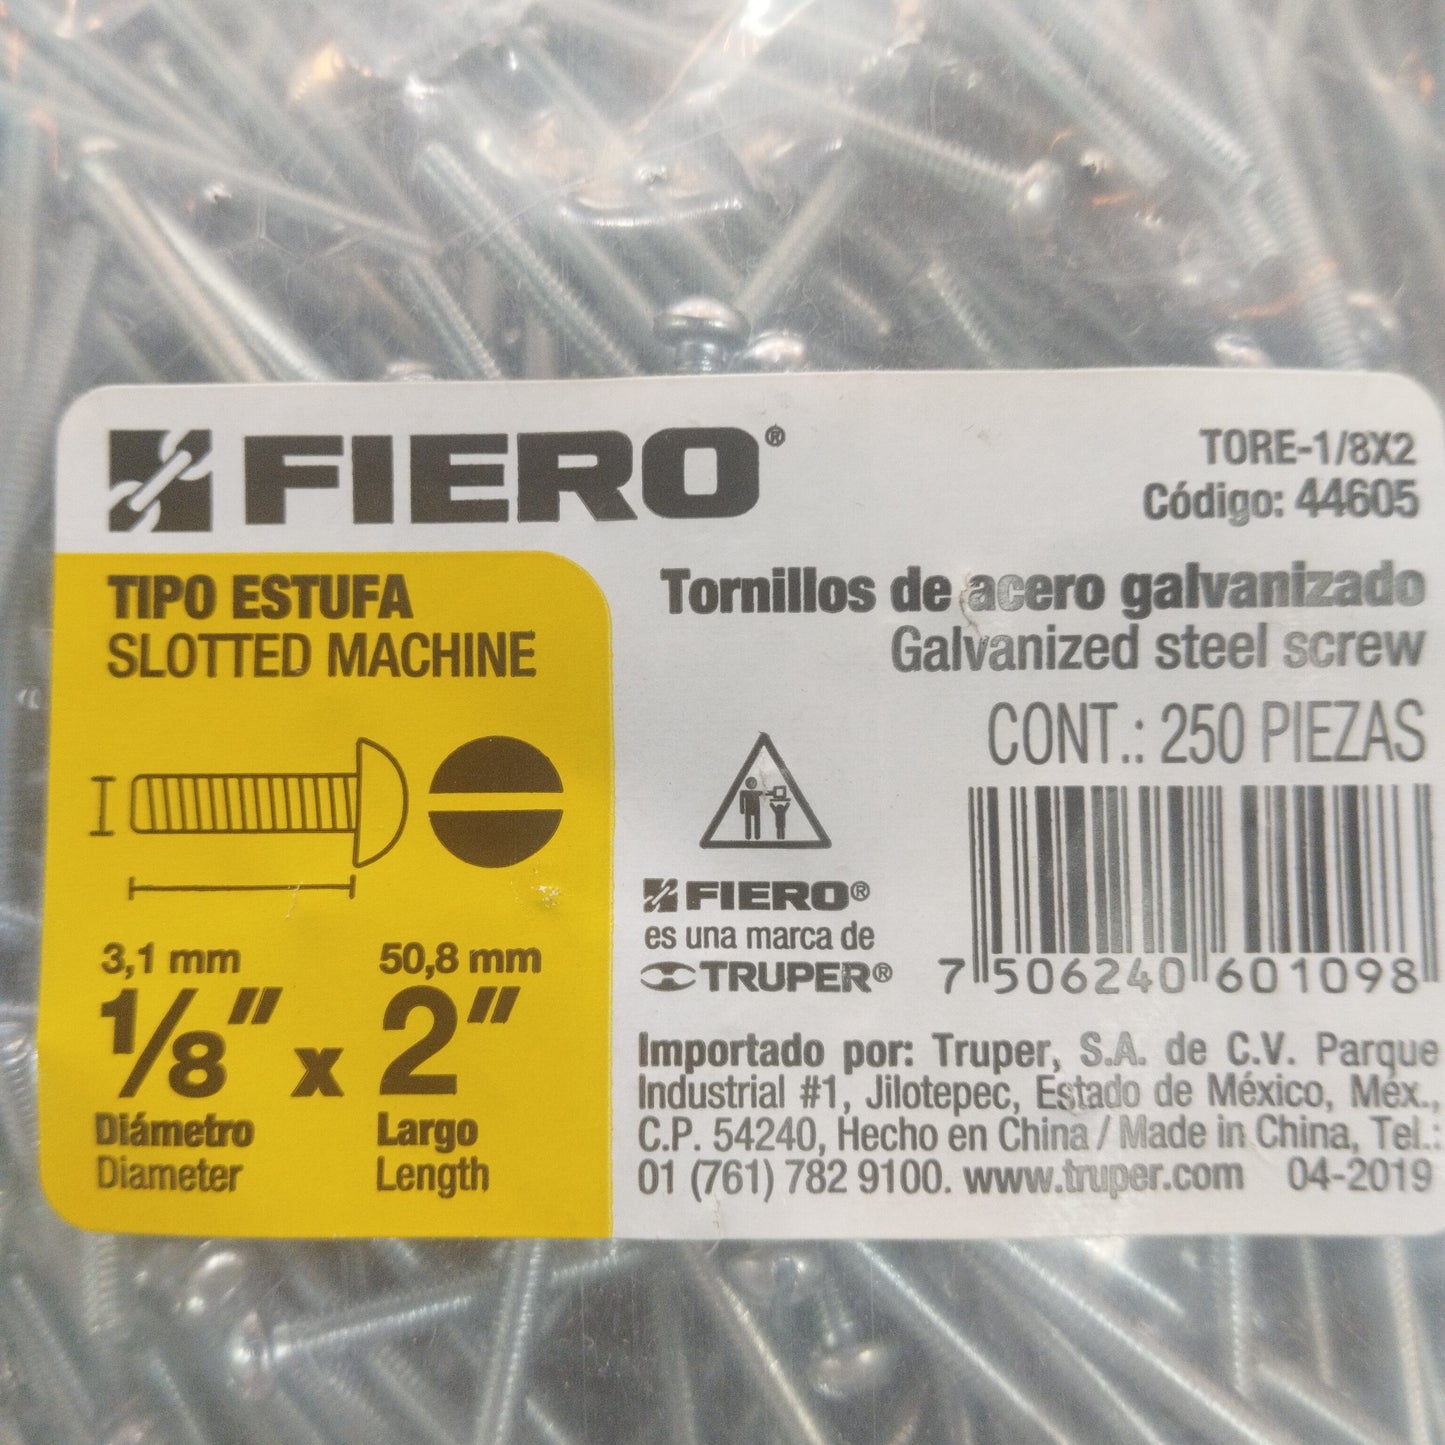 FIERO®
TORE-1/8X2
Código: 44605
TIPO ESTUFA
SLOTTED MACHINE
3,1 mm
50,8 mm
1/8" x 2"
Diámetro
Diameter
Largo
Length
Tornillos de acero galvanizado
Galvanized steel screw
CONT.: 250 PIEZAS
FIERO®
es una marca de
TRUPER®
7 506240 601098
Importado por: Truper, S.A. de C.V. Parque
Industrial #1, Jilotepec, Estado de México, Méx.,
C.P. 54240, Hecho en China / Made in China, Tel.:
01 (761) 782 9100. www.truper.com 04-2019